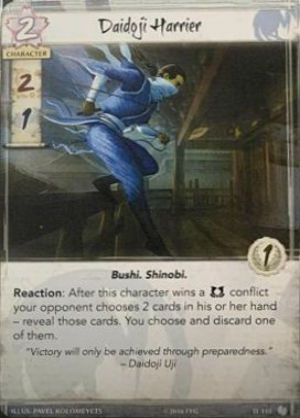 2
Daidoji Harrier
CHARACTER
2
1
1
Bushi. Shinobi.
Reaction: After this character wins a conflict
your opponent chooses 2 cards in his or her hand
– reveal those cards. You choose and discard one
of them.
"Victory will only be achieved through preparedness."
– Daidoji Uji
ILLUS. PAVEL KOLOMEYETS